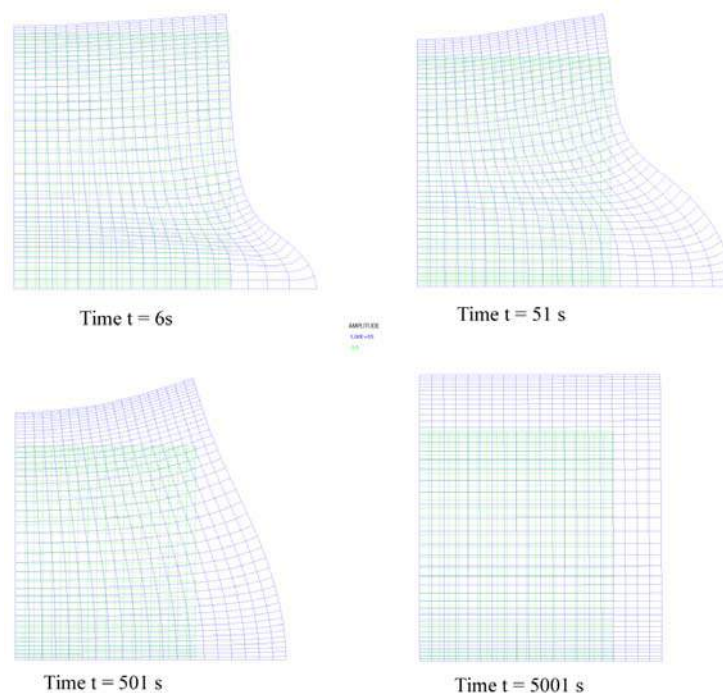 Time t = 6s
Time t = 51 s
AMPLITUDE
Time t = 501 s
Time t = 5001 s